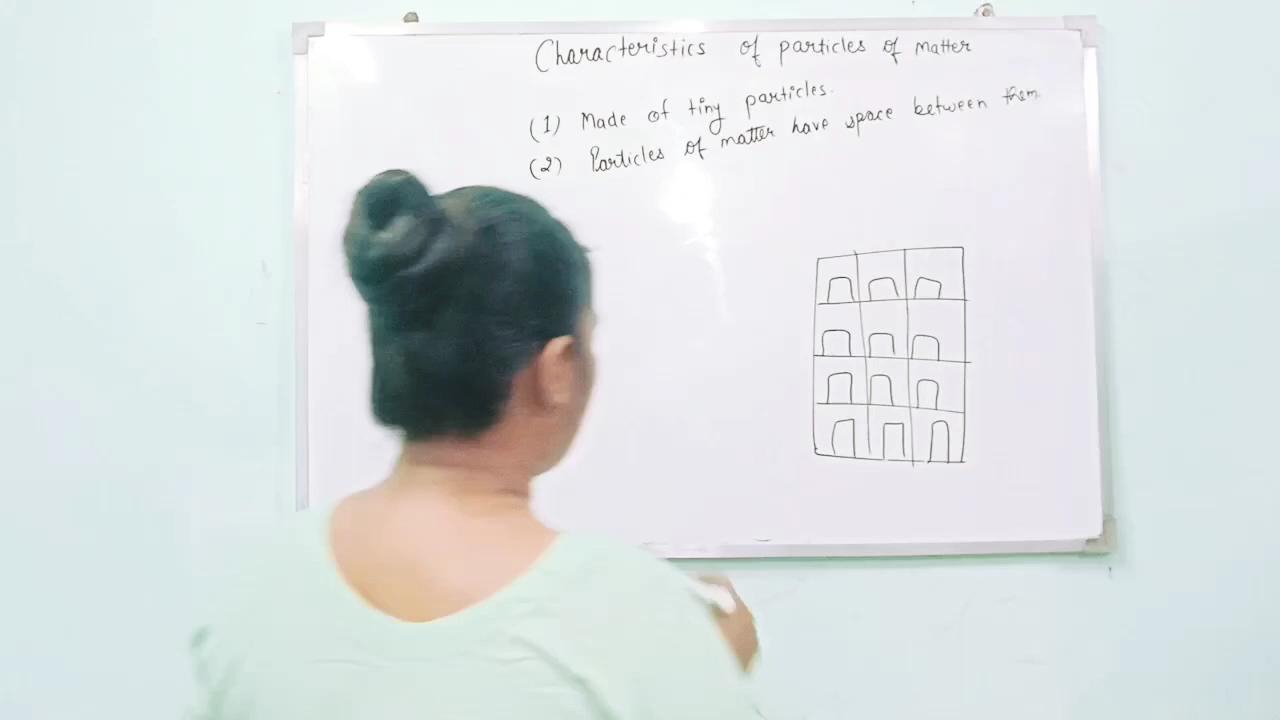 Characteristics of particles of matter
(1) Made of tiny particles.
(2) Particles of matter have space between them.